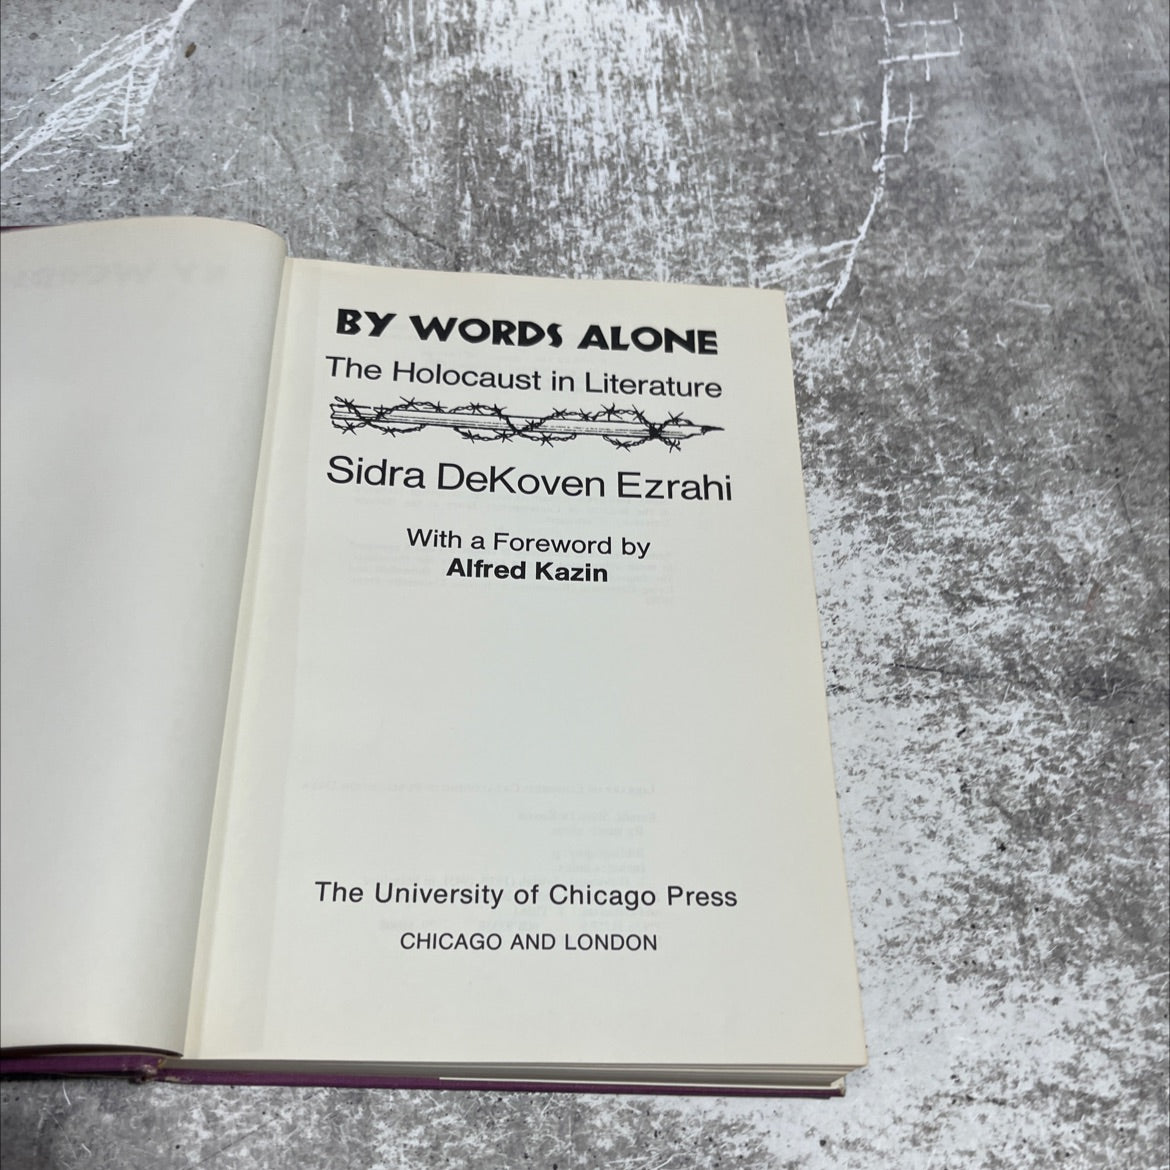 BY WORDS ALONE
The Holocaust in Literature
Sidra DeKoven Ezrahi
With a Foreword by
Alfred Kazin
The University of Chicago Press
CHICAGO AND LONDON